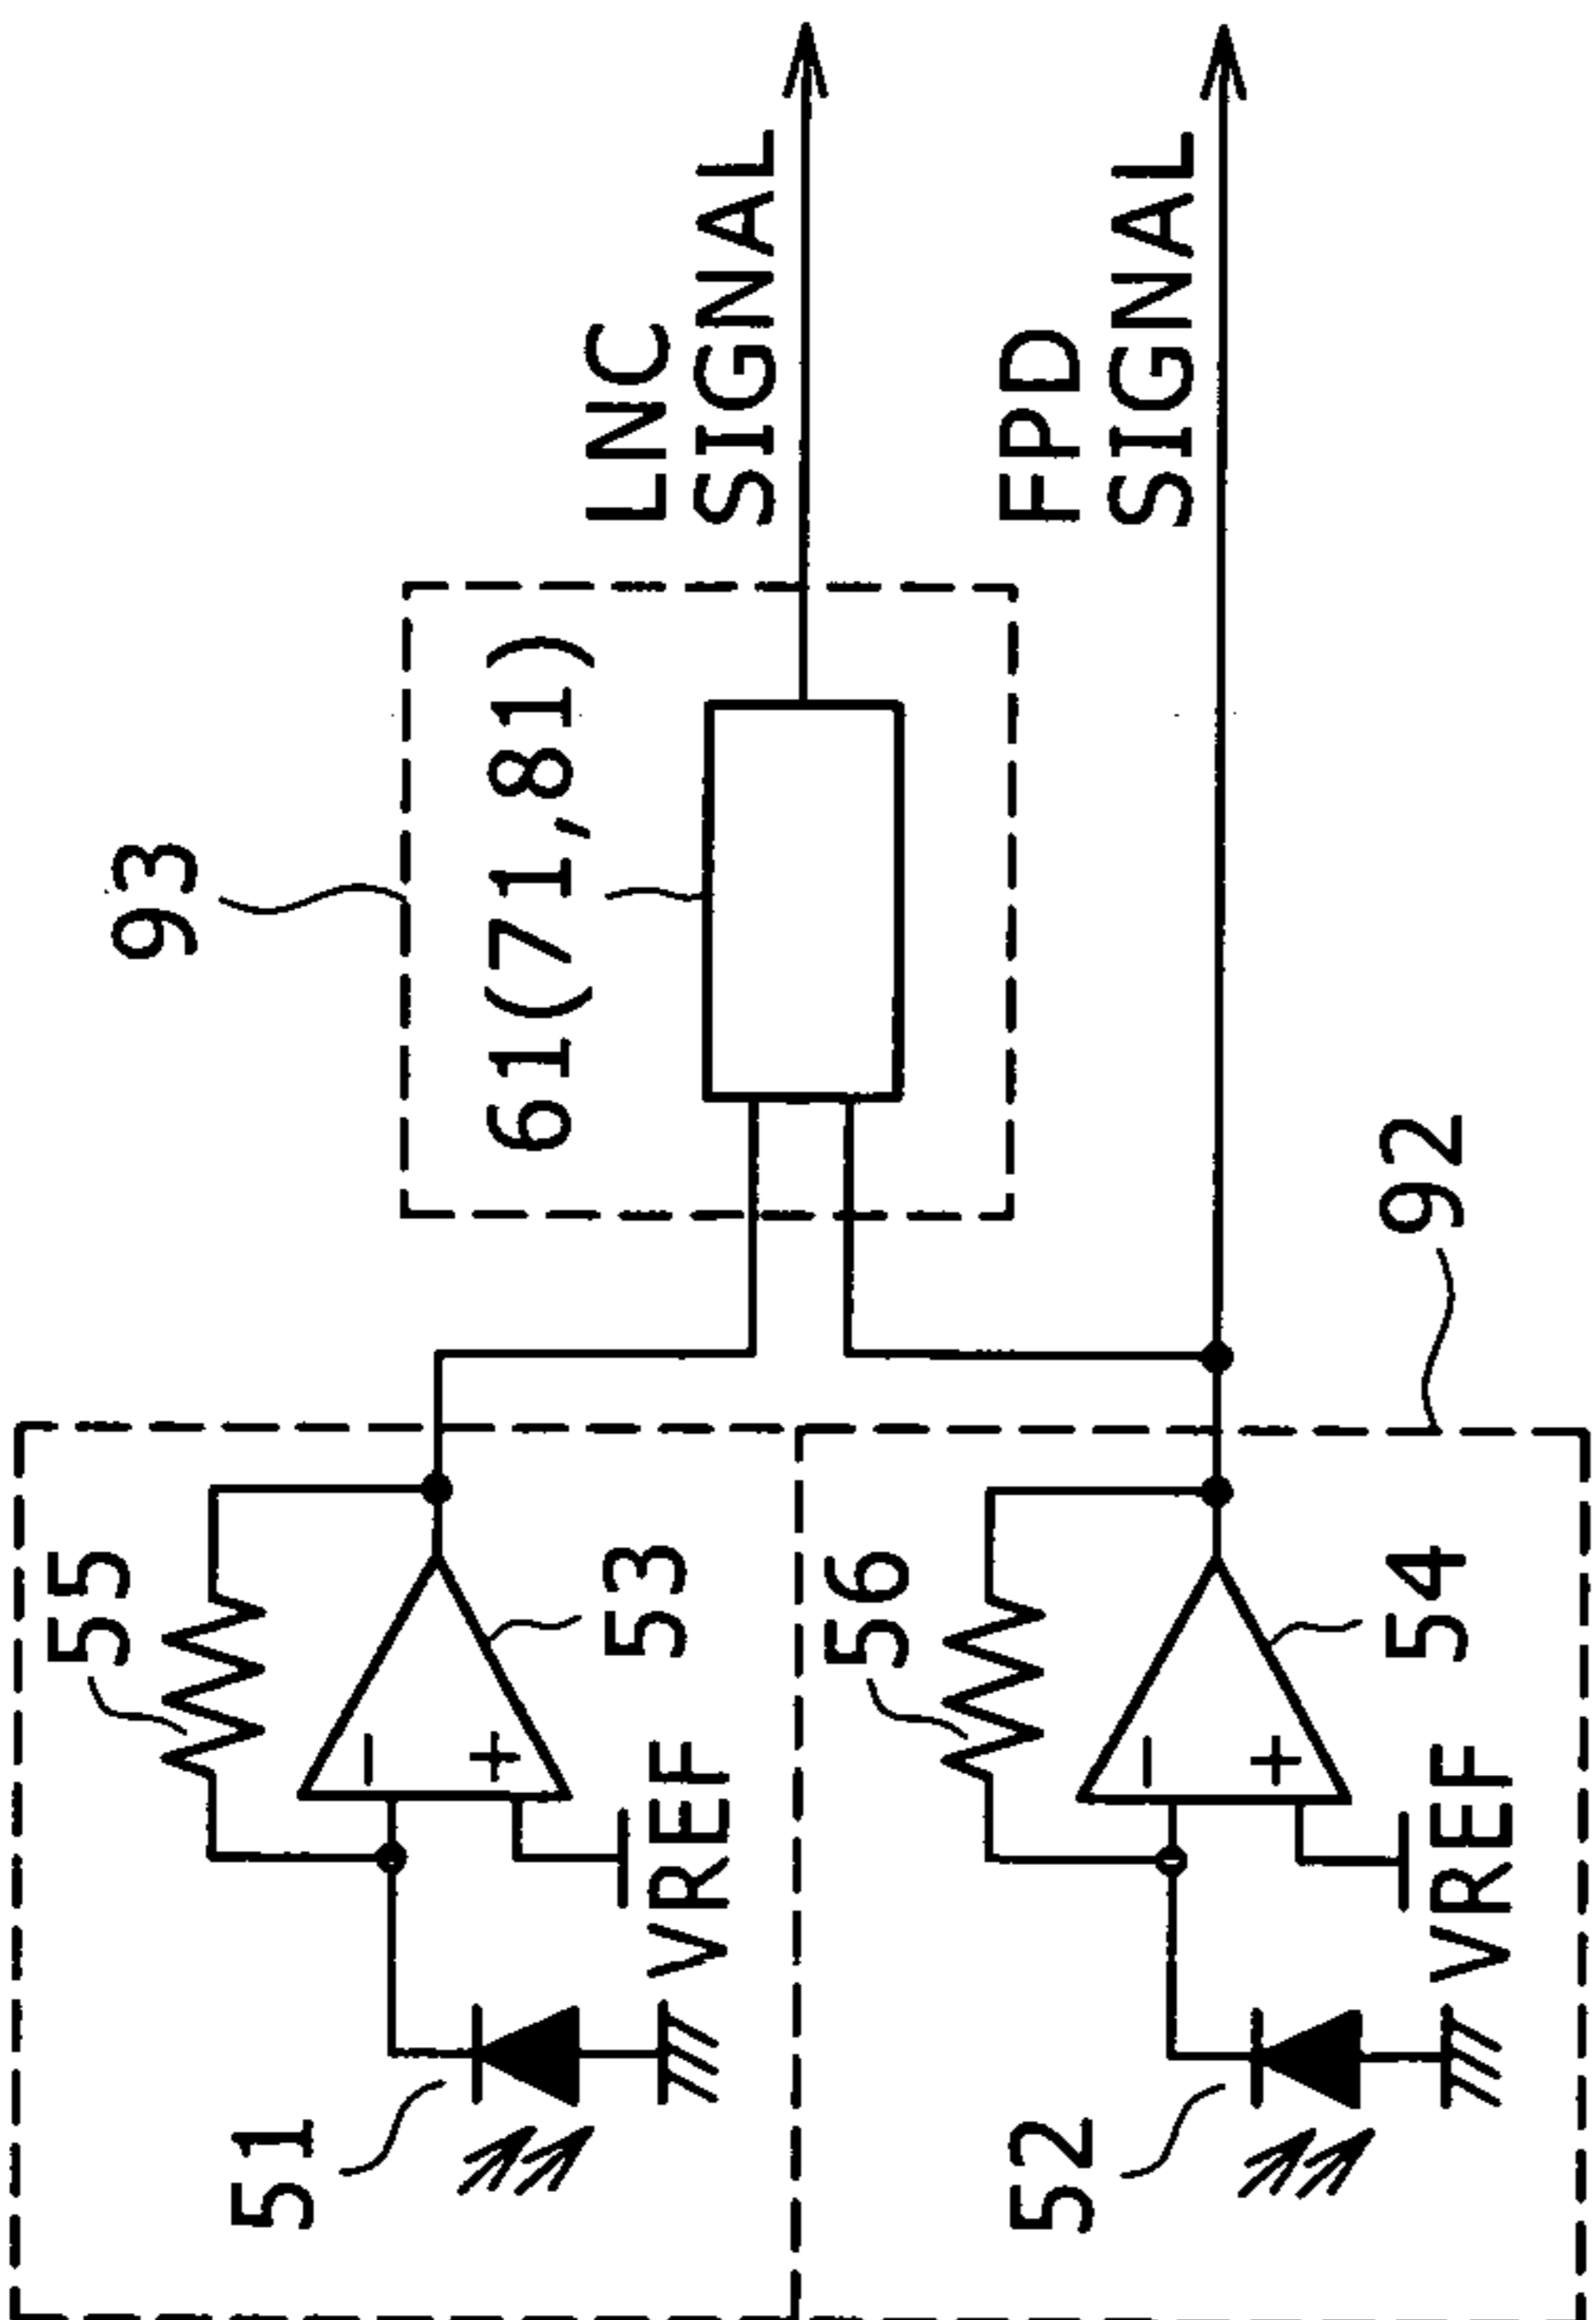 55
93
51
−
+
61(71,81)
53
VREF
LNC
SIGNAL
56
52
−
+
FPD
SIGNAL
54
92
VREF